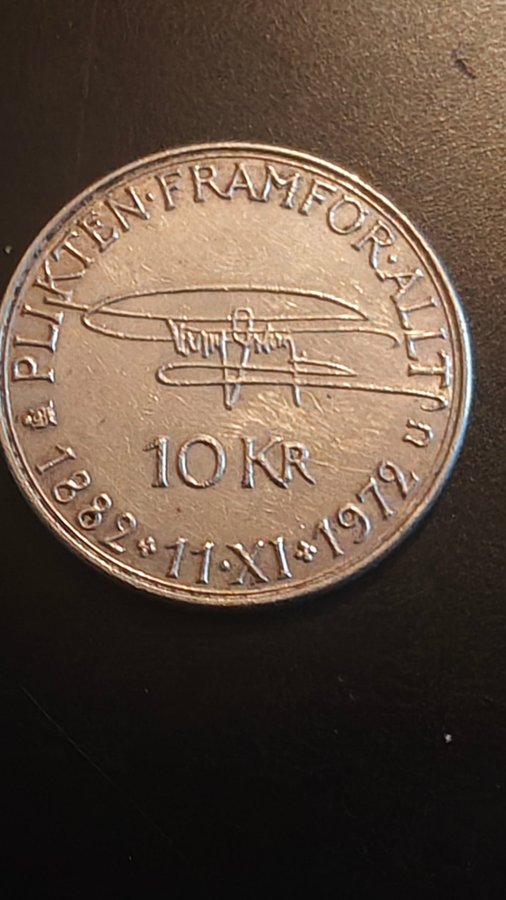 PLIKTEN·FRAMFÖR·ALLT
10 KR
1882 11·XI 1972 U